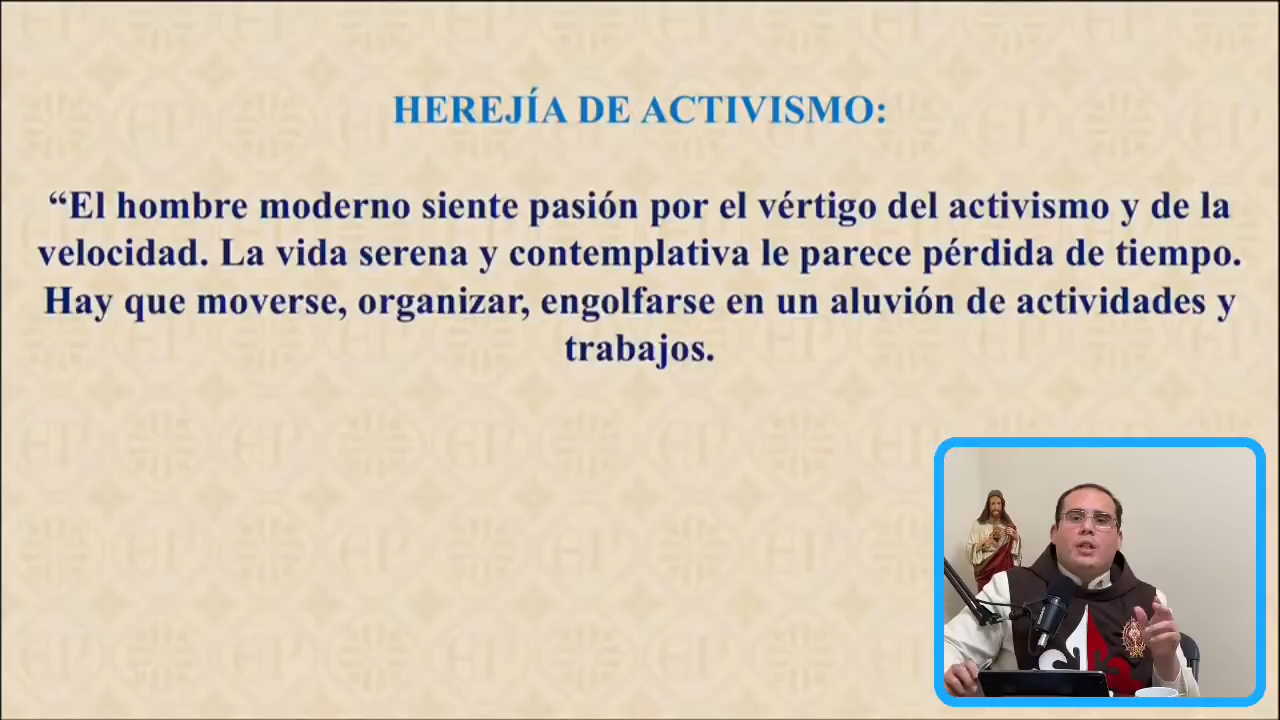 HEREJÍA DE ACTIVISMO:
“El hombre moderno siente pasión por el vértigo del activismo y de la
velocidad. La vida serena y contemplativa le parece pérdida de tiempo.
Hay que moverse, organizar, engolfarse en un aluvión de actividades y
trabajos.